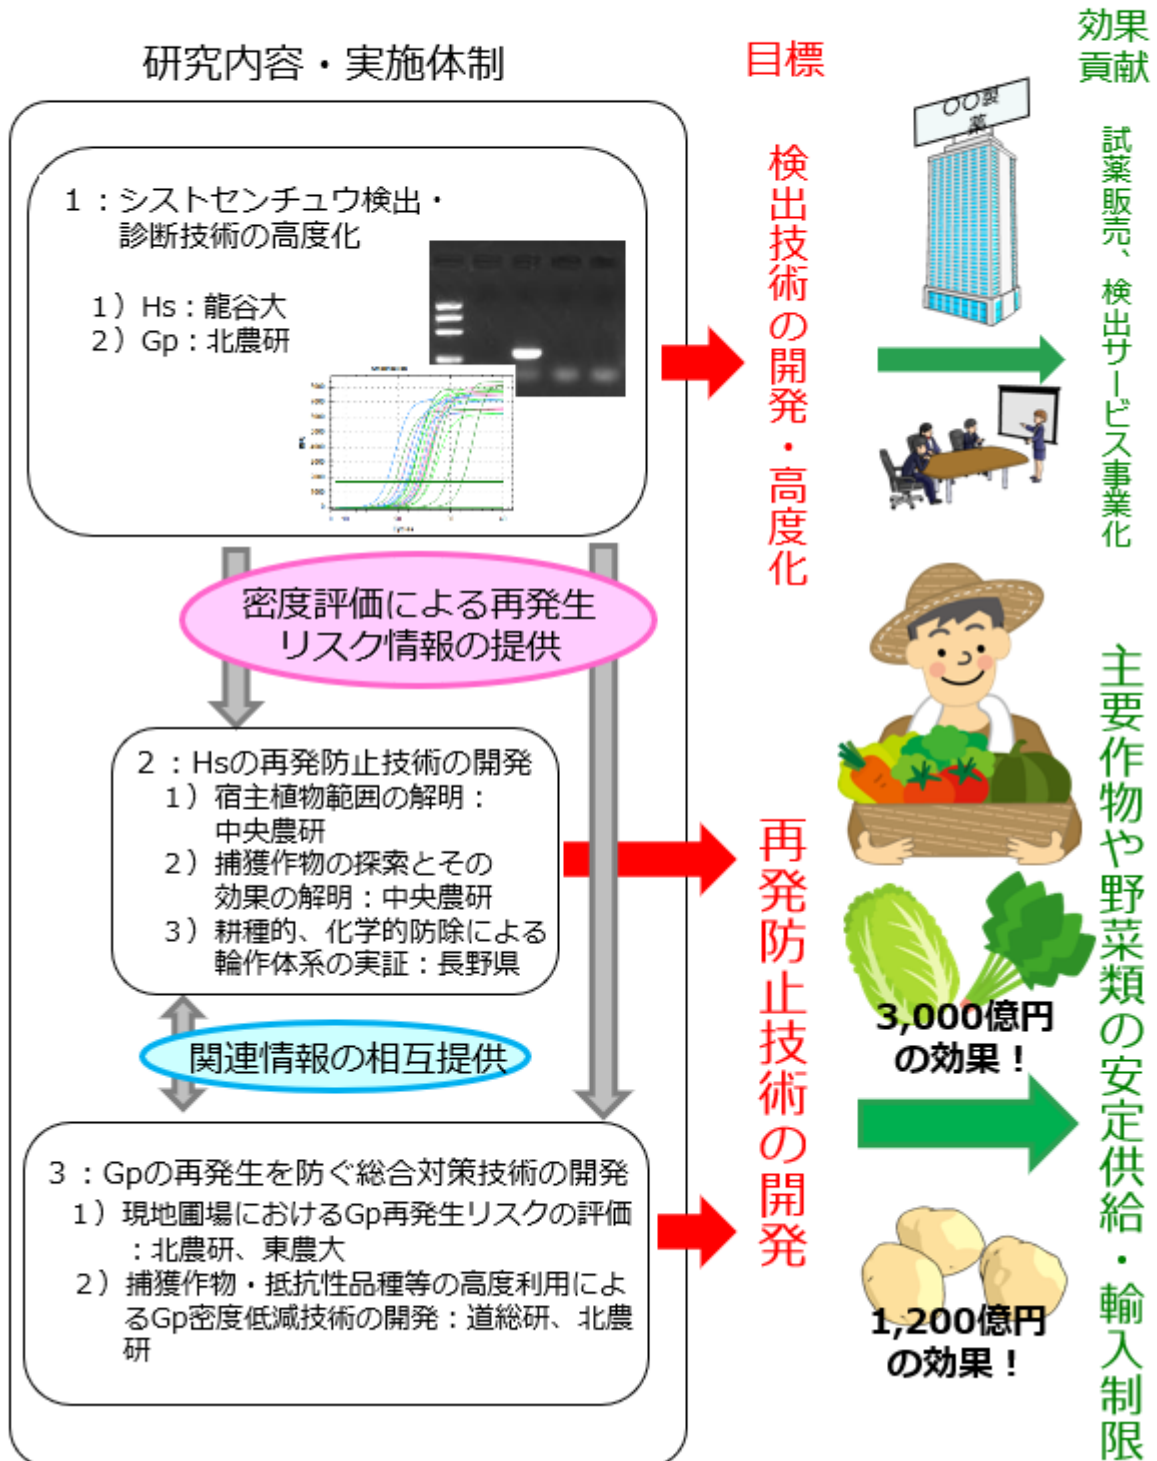 研究内容・実施体制
目標
効果
貢献
1：システセンチュウ検出・
診断技術の高度化
1）Hs：龍谷大
2）Gp：北農研
検出技術の開発・高度化
〇〇製
薬
試薬販売、検出サービス事業化
密度評価による再発生
リスク情報の提供
2：Hsの再発防止技術の開発
1）宿主植物範囲の解明：
中央農研
2）捕獲作物の探索とその
効果の解明：中央農研
3）耕種的、化学的防除による
輪作体系の実証：長野県
関連情報の相互提供
3：Gpの再発生を防ぐ総合対策技術の開発
1）現地圃場におけるGp再発生リスクの評価
：北農研、東農大
2）捕獲作物・抵抗性品種等の高度利用によ
るGp密度低減技術の開発：道総研、北農
研
再発防止技術の開発
3,000億円
の効果！
1,200億円
の効果！
主要作物や野菜類の安定供給・輸入制限